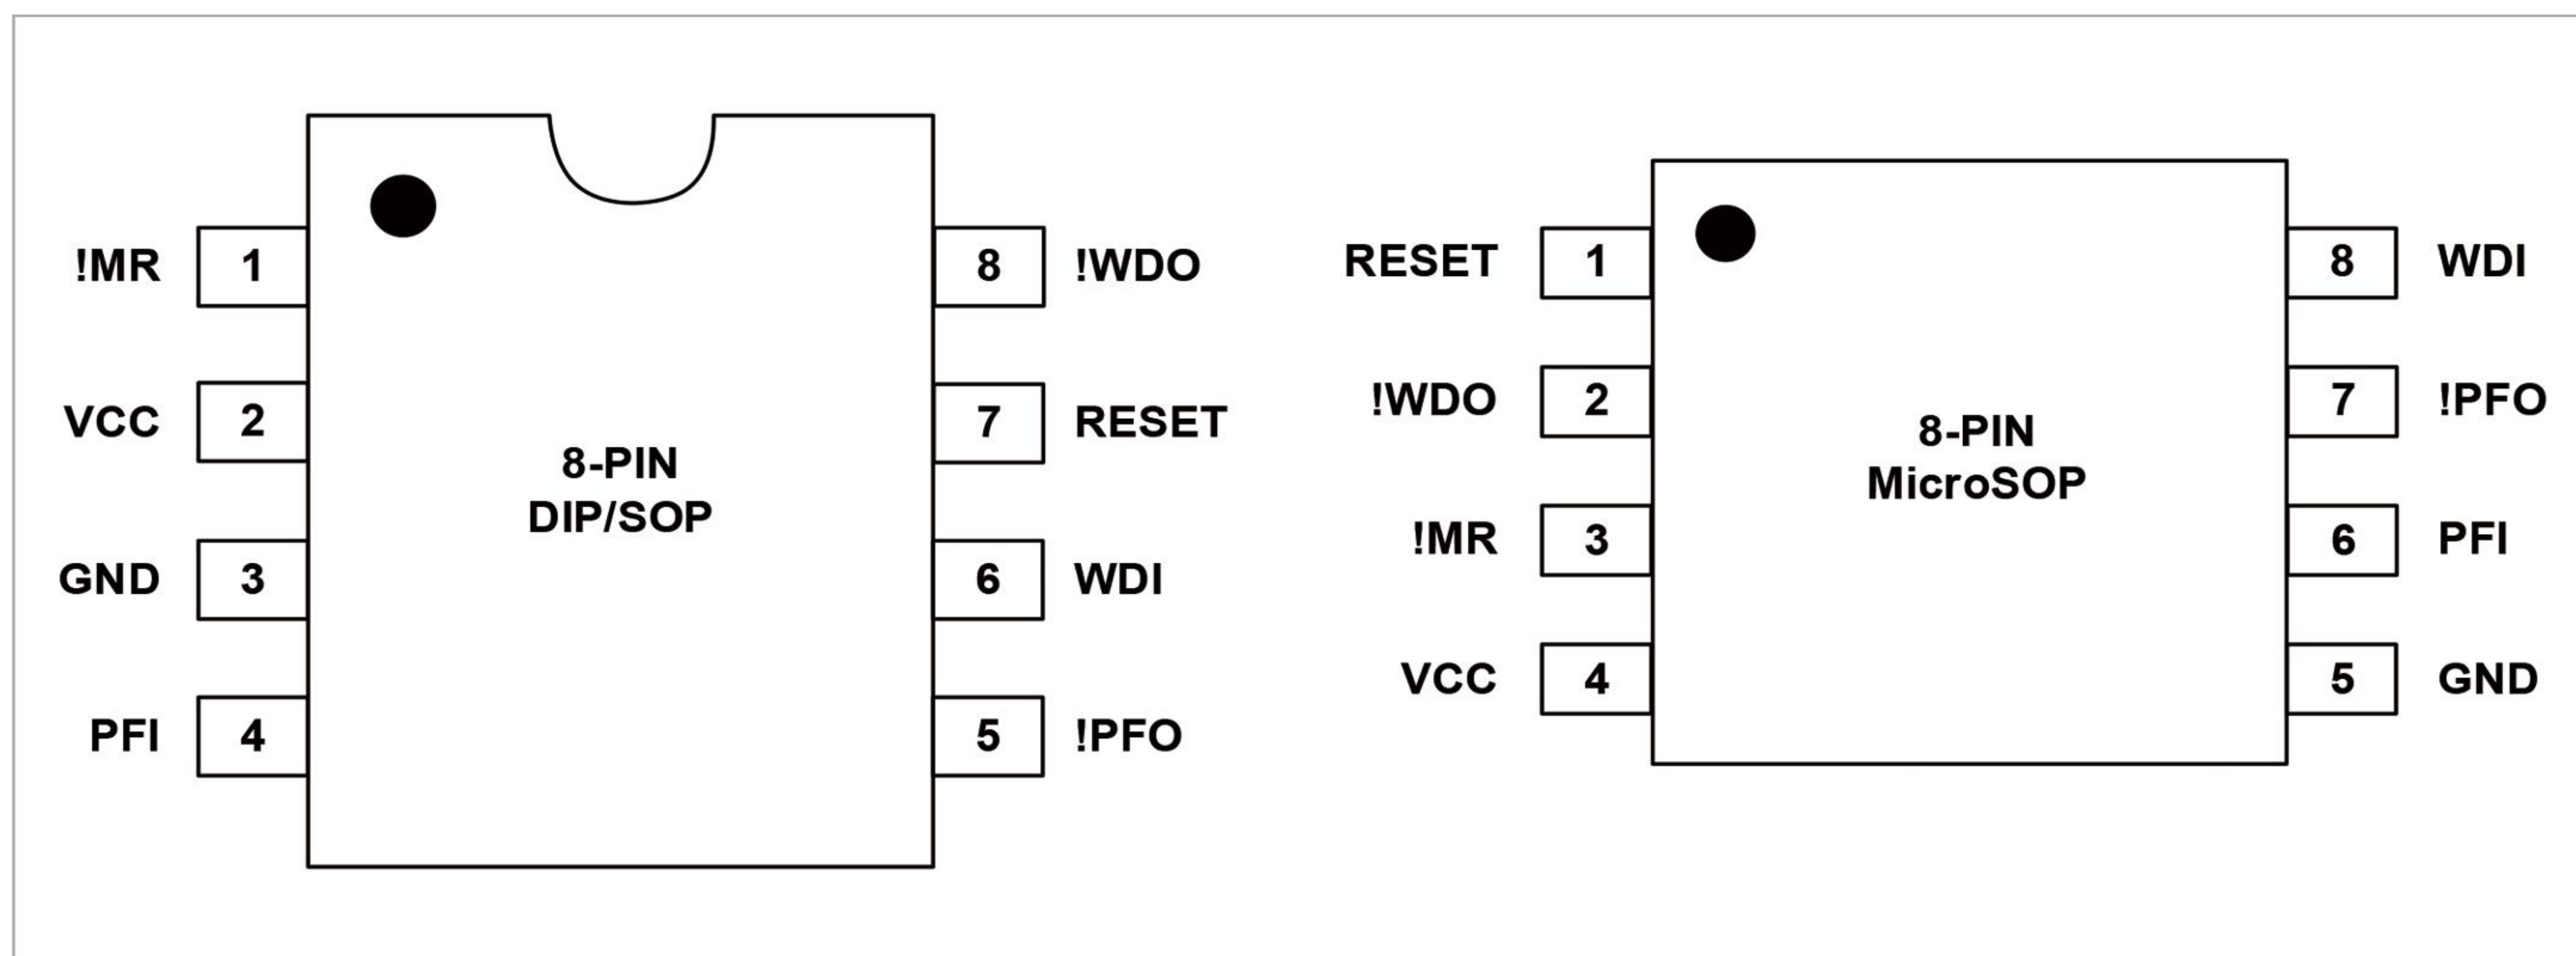 !MR 1 8 !WDO
VCC 2 7 RESET
8-PIN
DIP/SOP
GND 3 6 WDI
PFI 4 5 !PFO
RESET 1 8 WDI
!WDO 2 7 !PFO
8-PIN
MicroSOP
!MR 3 6 PFI
VCC 4 5 GND